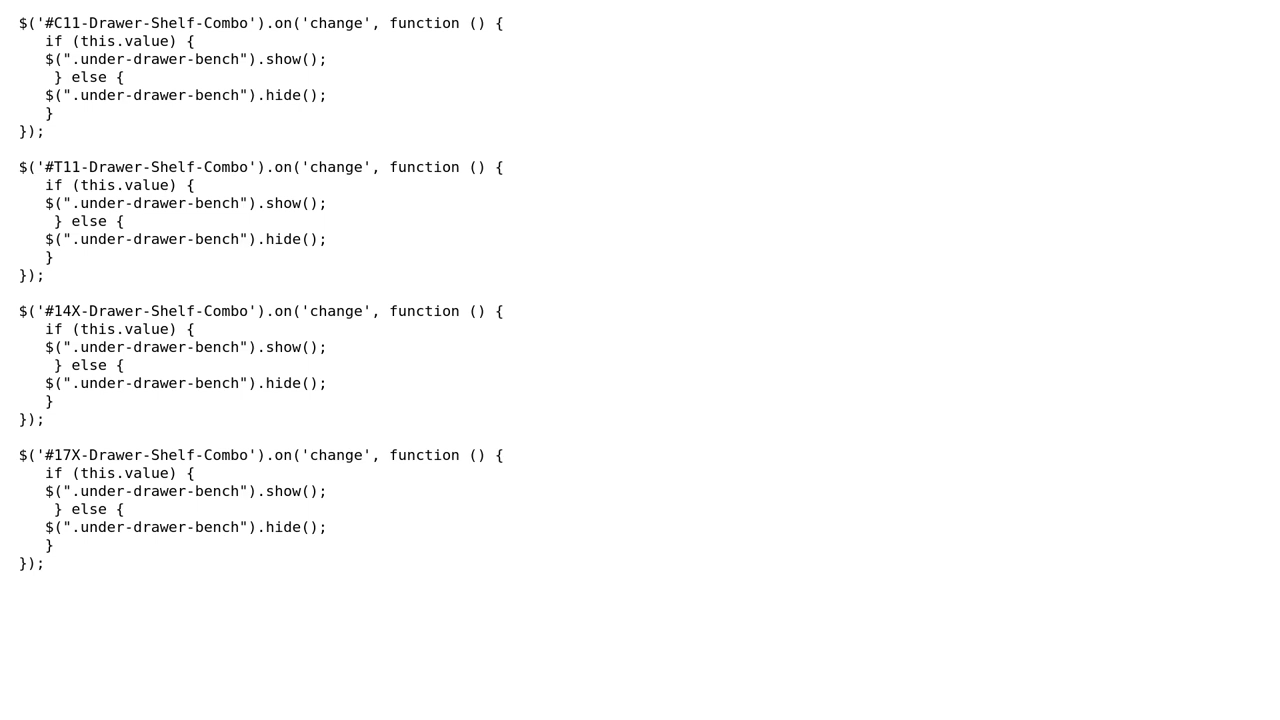 $('#C11-Drawer-Shelf-Combo').on('change', function () {
   if (this.value) {
   $(".under-drawer-bench").show();
    } else {
   $(".under-drawer-bench").hide();
   }
});

$('#T11-Drawer-Shelf-Combo').on('change', function () {
   if (this.value) {
   $(".under-drawer-bench").show();
    } else {
   $(".under-drawer-bench").hide();
   }
});

$('#14X-Drawer-Shelf-Combo').on('change', function () {
   if (this.value) {
   $(".under-drawer-bench").show();
    } else {
   $(".under-drawer-bench").hide();
   }
});

$('#17X-Drawer-Shelf-Combo').on('change', function () {
   if (this.value) {
   $(".under-drawer-bench").show();
    } else {
   $(".under-drawer-bench").hide();
   }
});